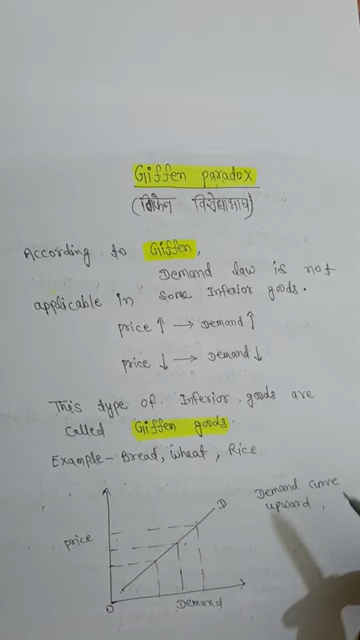 Giffen paradox
(गिफेन विरोधाभाष)
According to Giffen,
Demand law is not
applicable in some Inferior goods.
price ↑ → Demand ↑
price ↓ → Demand ↓
This type of Inferior goods are
called Giffen goods.
Example - Bread, Wheat, Rice
Demand curve
upward,
D
price
O
Demand